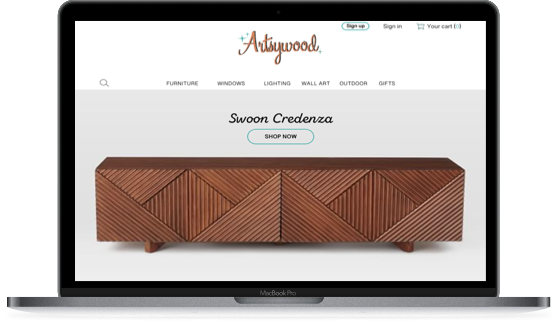 Sign up Sign in Your cart (0)
Artsywood
FURNITURE WINDOWS LIGHTING WALL ART OUTDOOR GIFTS
Swoon Credenza
SHOP NOW
MacBook Pro